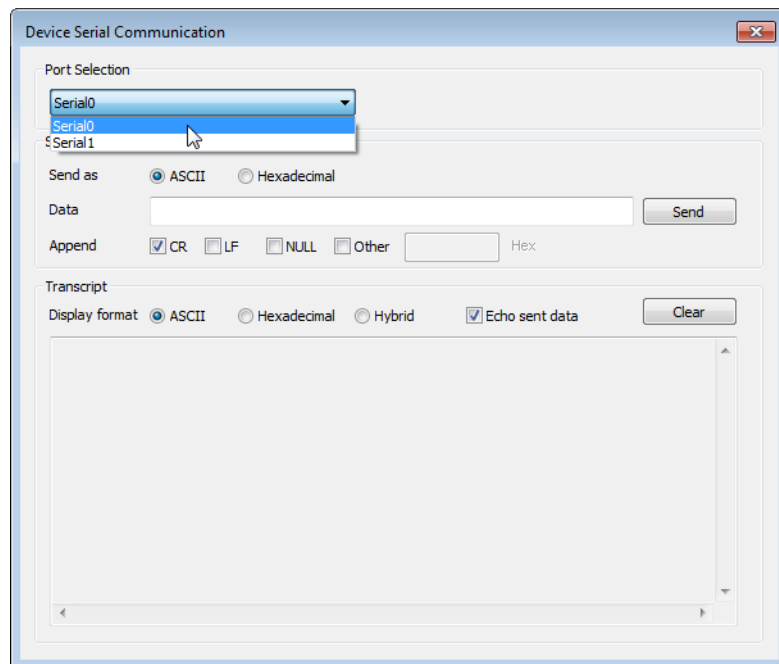 Device Serial Communication
Port Selection
Serial0
Serial0
Serial1
Send as ASCII Hexadecimal
Data Send
Append CR LF NULL Other Hex
Transcript
Display format ASCII Hexadecimal Hybrid Echo sent data Clear